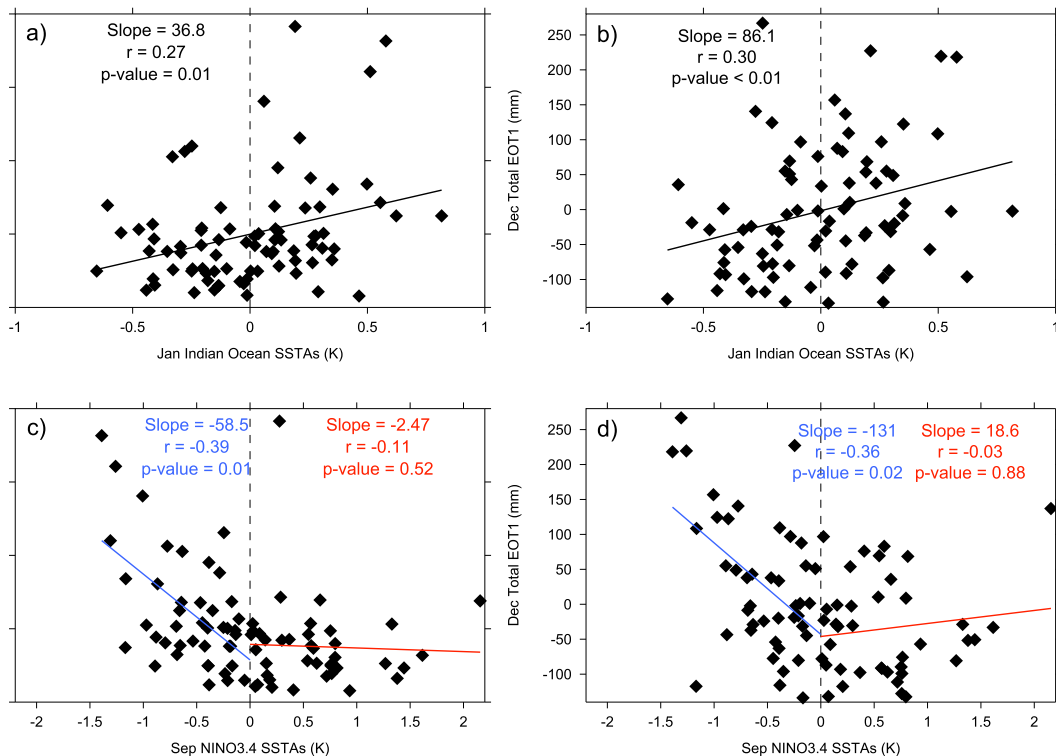 a)
Slope = 36.8
r = 0.27
p-value = 0.01
-1
-0.5
0
0.5
1
Jan Indian Ocean SSTAs (K)
b)
Slope = 86.1
r = 0.30
p-value < 0.01
Dec Total EOT1 (mm)
250
200
150
100
50
0
-50
-100
-1
-0.5
0
0.5
1
Jan Indian Ocean SSTAs (K)
c)
Slope = -58.5
r = -0.39
p-value = 0.01
Slope = -2.47
r = -0.11
p-value = 0.52
-2
-1.5
-1
-0.5
0
0.5
1
1.5
2
Sep NINO3.4 SSTAs (K)
d)
Slope = -131
r = -0.36
p-value = 0.02
Slope = 18.6
r = -0.03
p-value = 0.88
Dec Total EOT1 (mm)
250
200
150
100
50
0
-50
-100
-2
-1.5
-1
-0.5
0
0.5
1
1.5
2
Sep NINO3.4 SSTAs (K)